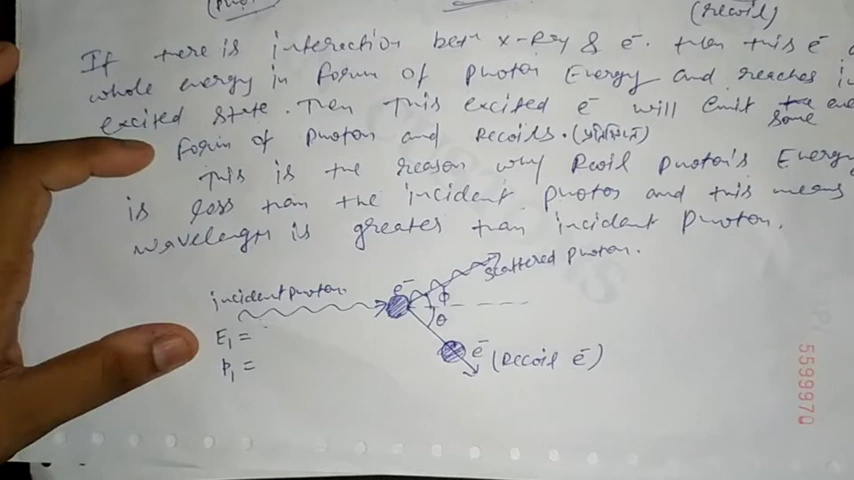 (recoil)
If there is interaction betn x-Ray & e-. then this e-
whole energy in form of photon Energy and reaches
excited state. Then this excited e- will emit some
form of photon and Recoils.
This is the reason why Recoil photon's Energy
is less than the incident photon and this means
wavelength is greater than incident photon.
scattered photon.
incident photon
e-
φ
θ
E1 =
e- (Recoil e-)
P1 =
5599970